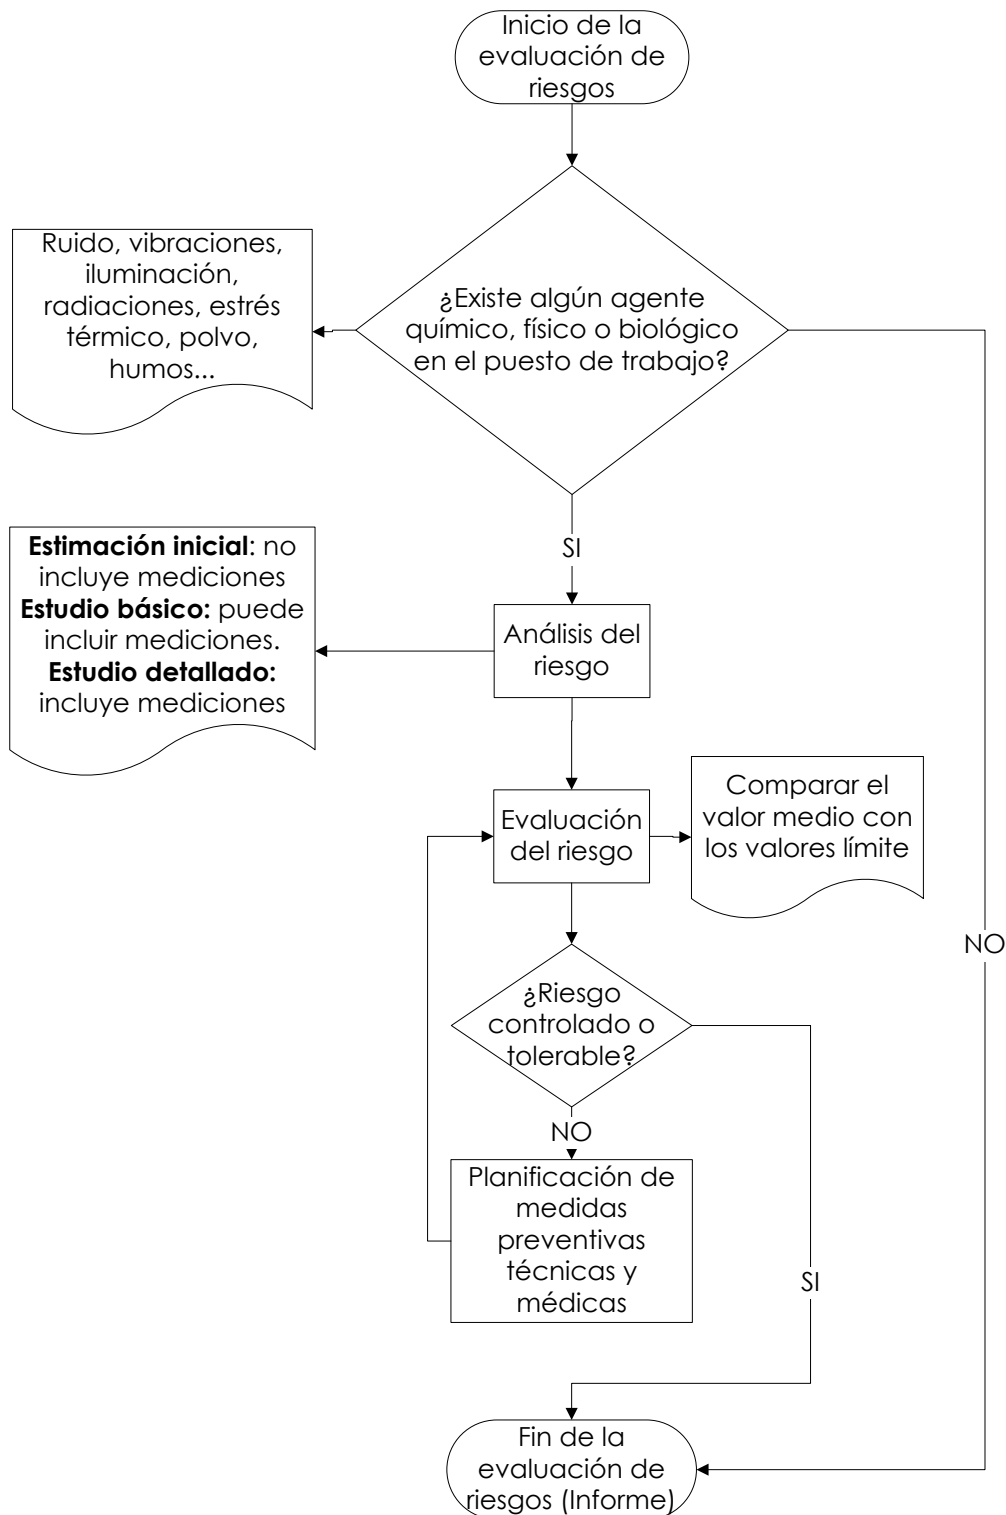 Inicio de la
evaluación de
riesgos
¿Existe algún agente
químico, físico o biológico
en el puesto de trabajo?
Ruido, vibraciones,
iluminación,
radiaciones, estrés
térmico, polvo,
humos...
SI
Estimación inicial: no
incluye mediciones
Estudio básico: puede
incluir mediciones.
Estudio detallado:
incluye mediciones
Análisis del
riesgo
Evaluación
del riesgo
Comparar el
valor medio con
los valores límite
NO
¿Riesgo
controlado o
tolerable?
NO
Planificación de
medidas
preventivas
técnicas y
médicas
SI
Fin de la
evaluación de
riesgos (Informe)